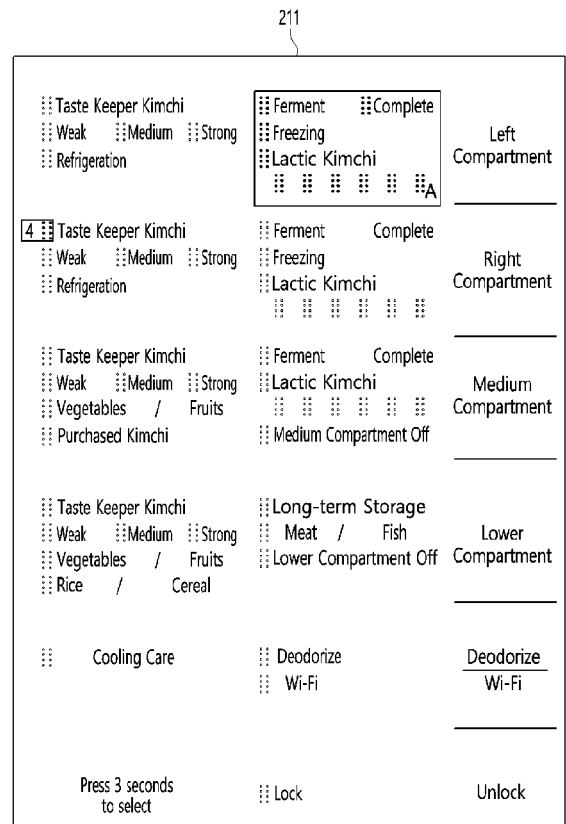 211
Taste Keeper Kimchi Ferment Complete
Weak Medium Strong Freezing
Refrigeration Lactic Kimchi
Left
Compartment
A
4 Taste Keeper Kimchi Ferment Complete
Weak Medium Strong Freezing
Refrigeration Lactic Kimchi
Right
Compartment
Taste Keeper Kimchi Ferment Complete
Weak Medium Strong Lactic Kimchi
Vegetables / Fruits
Purchased Kimchi Medium Compartment Off
Medium
Compartment
Taste Keeper Kimchi Long-term Storage
Weak Medium Strong Meat / Fish
Vegetables / Fruits Lower Compartment Off
Rice / Cereal
Lower
Compartment
Cooling Care Deodorize Deodorize
Wi-Fi Wi-Fi
Press 3 seconds
to select
Lock Unlock